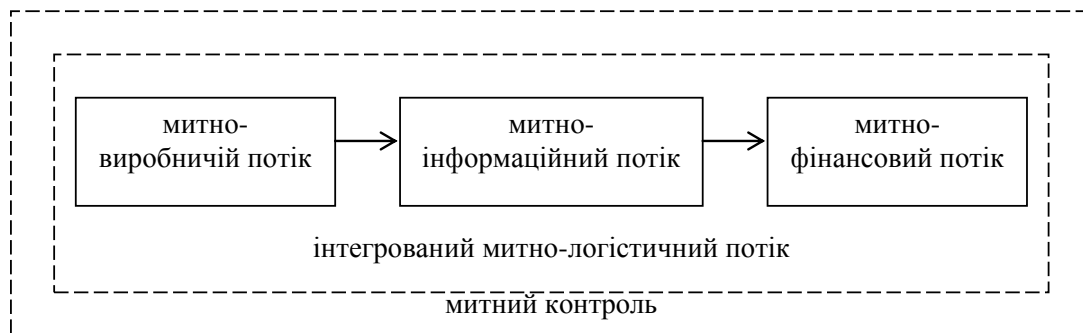 митно-
виробничій потік
митно-
інформаційний потік
митно-
фінансовий потік
інтегрований митно-логістичний потік
митний контроль